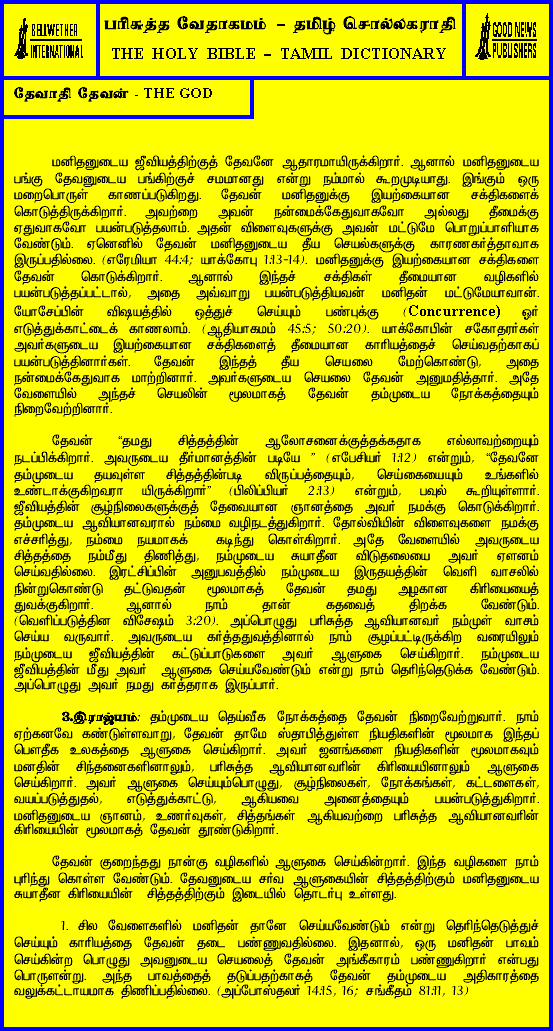 BELLWETHER
INTERNATIONAL
பரிசுத்த வேதாகமம் – தமிழ் சொல்லகராதி
THE HOLY BIBLE – TAMIL DICTIONARY
GOOD NEWS
PUBLISHERS
தேவாதி தேவன் - THE GOD
மனிதனுடைய ஜீவியத்திற்குத் தேவனே ஆதாரமாயிருக்கிறார். ஆனால் மனிதனுடைய
பங்கு தேவனுடைய பங்கிற்குச் சமமானது என்று நம்மால் கூறமுடியாது. இங்கும் ஒரு
மறைபொருள் காணப்படுகிறது. தேவன் மனிதனுக்கு இயற்கையான சக்திகளைக்
கொடுத்திருக்கிறார். அவற்றை அவன் நன்மைக்கேதுவாகவோ அல்லது தீமைக்கு
ஏதுவாகவோ பயன்படுத்தலாம். அதன் விளைவுகளுக்கு அவன் மட்டுமே பொறுப்பாளியாக
வேண்டும். ஏனெனில் தேவன் மனிதனுடைய தீய செயல்களுக்கு காரணகர்த்தாவாக
இருப்பதில்லை. (எரேமியா 44:4; யாக்கோபு 1:13-14). மனிதனுக்கு இயற்கையான சக்திகளை
தேவன் கொடுக்கிறார். ஆனால் இந்தச் சக்திகள் தீமையான வழிகளில்
பயன்படுத்தப்பட்டால், அதை அவ்வாறு பயன்படுத்தியவன் மனிதன் மட்டுமேயாவான்.
யோசேப்பின் விஷயத்தில் ஒத்துச் செய்யும் பண்புக்கு (Concurrence) ஓர்
எடுத்துக்காட்டைக் காணலாம். (ஆதியாகமம் 45:5; 50:20). யாக்கோபின் சகோதரர்கள்
அவர்களுடைய இயற்கையான சக்திகளைத் தீமையான காரியத்தைச் செய்வதற்காகப்
பயன்படுத்தினார்கள். தேவன் இந்தத் தீய செயலை மேற்கொண்டு, அதை
நன்மைக்கேதுவாக மாற்றினார். அவர்களுடைய செயலை தேவன் அனுமதித்தார். அதே
வேளையில் அந்தச் செயலின் மூலமாகத் தேவன் தம்முடைய நோக்கத்தையும்
நிறைவேற்றினார்.
தேவன் “தமது சித்தத்தின் ஆலோசனைக்குத்தக்கதாக எல்லாவற்றையும்
நடப்பிக்கிறார். அவருடைய தீர்மானத்தின் படியே ” (எபேசியர் 1:12) என்றும், “தேவனே
தம்முடைய தயவுள்ள சித்தத்தின்படி விருப்பத்தையும், செய்கையையும் உங்களில்
உண்டாக்குகிறவரா யிருக்கிறார்” (பிலிப்பியர் 2:13) என்றும், பவுல் கூறியுள்ளார்.
ஜீவியத்தின் சூழ்நிலைகளுக்குத் தேவையான ஞானத்தை அவர் நமக்கு கொடுக்கிறார்.
தம்முடைய ஆவியானவரால் நம்மை வழிநடத்துகிறார். தோல்வியின் விளைவுகளை நமக்கு
எச்சரித்து, நம்மை நயமாகக் கடிந்து கொள்கிறார். அதே வேளையில் அவருடைய
சித்தத்தை நம்மீது திணித்து, நம்முடைய சுயாதீன விடுதலையை அவர் ஏளனம்
செய்வதில்லை. இரட்சிப்பின் அனுபவத்தில் நம்முடைய இருதயத்தின் வெளி வாசலில்
நின்றுகொண்டு தட்டுவதன் மூலமாகத் தேவன் தமது அழகான கிரியையைத்
துவக்குகிறார். ஆனால் நாம் தான் கதவைத் திறக்க வேண்டும்.
(வெளிப்படுத்தின விசேஷம் 3:20). அப்பொழுது பரிசுத்த ஆவியானவர் நம்முள் வாசம்
செய்ய வருவார். அவருடைய கர்த்தத்துவத்தினால் நாம் சூழப்பட்டிருக்கிற வரையிலும்
நம்முடைய ஜீவியத்தின் கட்டுப்பாடுகளை அவர் ஆளுகை செய்கிறார். நம்முடைய
ஜீவியத்தின் மீது அவர் ஆளுகை செய்யவேண்டும் என்று நாம் தெரிந்தெடுக்க வேண்டும்.
அப்பொழுது அவர் நமது கர்த்தராக இருப்பார்.
3.இராஜ்யம்: தம்முடைய தெய்வீக நோக்கத்தை தேவன் நிறைவேற்றுவார். நாம்
ஏற்கனவே கண்டுள்ளவாறு, தேவன் தாமே ஸ்தாபித்துள்ள நியதிகளின் மூலமாக இந்தப்
பௌதீக உலகத்தை ஆளுகை செய்கிறார். அவர் ஜனங்களை நியதிகளின் மூலமாகவும்
மனதின் சிந்தனைகளினாலும், பரிசுத்த ஆவியானவரின் கிரியையினாலும் ஆளுகை
செய்கிறார். அவர் ஆளுகை செய்யும்பொழுது, சூழ்நிலைகள், நோக்கங்கள், கட்டளைகள்,
வயப்படுத்துதல், எடுத்துக்காட்டு, ஆகியவை அனைத்தையும் பயன்படுத்துகிறார்.
மனிதனுடைய ஞானம், உணர்வுகள், சித்தங்கள் ஆகியவற்றை பரிசுத்த ஆவியானவரின்
கிரியையின் மூலமாகத் தேவன் தூண்டுகிறார்.
தேவன் குறைந்தது நான்கு வழிகளில் ஆளுகை செய்கின்றார். இந்த வழிகளை நாம்
புரிந்து கொள்ள வேண்டும். தேவனுடைய சர்வ ஆளுகையின் சித்தத்திற்கும் மனிதனுடைய
சுயாதீன கிரியையின் சித்தத்திற்கும் இடையில் தொடர்பு உள்ளது.
1. சில வேளைகளில் மனிதன் தானே செய்யவேண்டும் என்று தெரிந்தெடுத்துச்
செய்யும் காரியத்தை தேவன் தடை பண்ணுவதில்லை. இதனால், ஒரு மனிதன் பாவம்
செய்கின்ற பொழுது அவனுடைய செயலைத் தேவன் அங்கீகாரம் பண்ணுகிறார் என்பது
பொருளன்று. அந்த பாவத்தைத் தடுப்பதற்காகத் தேவன் தம்முடைய அதிகாரத்தை
வலுக்கட்டாயமாக திணிப்பதில்லை. (அப்போஸ்தலர் 14:15, 16; சங்கீதம் 81:11, 13)